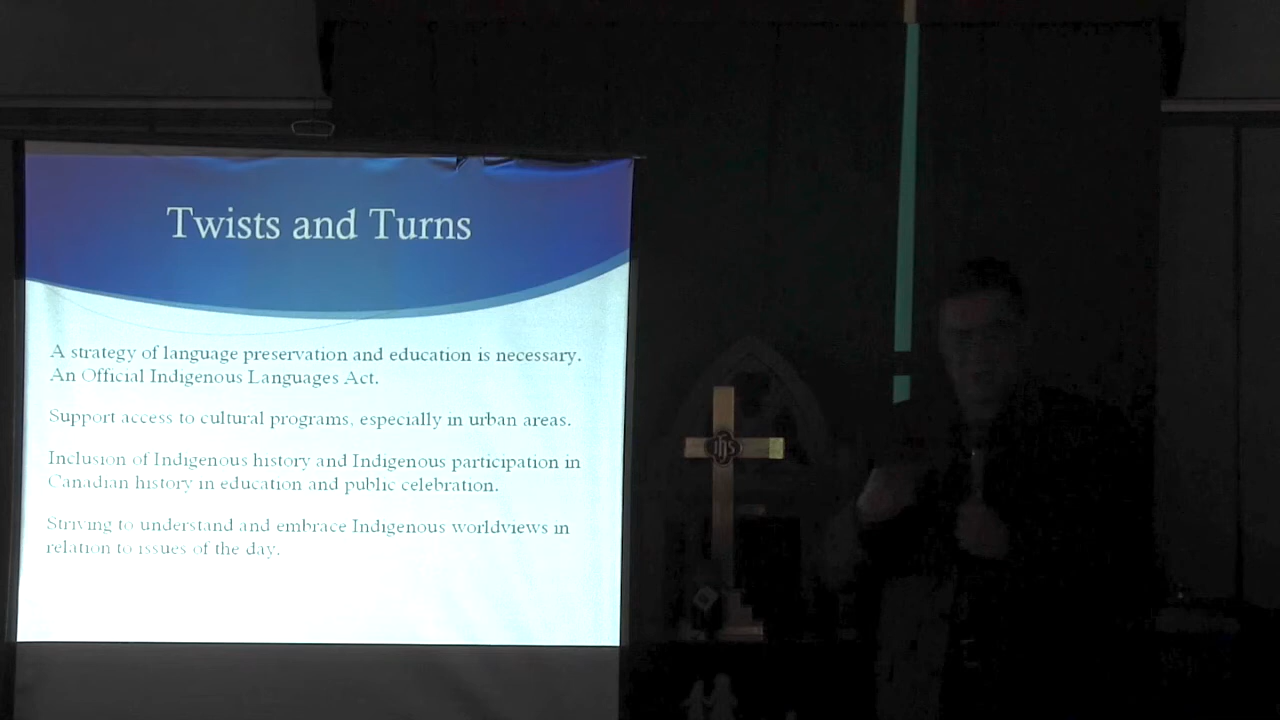 Twists and Turns
A strategy of language preservation and education is necessary.
An Official Indigenous Languages Act.
Support access to cultural programs, especially in urban areas.
Inclusion of Indigenous history and Indigenous participation in
Canadian history in education and public celebration.
Striving to understand and embrace Indigenous worldviews in
relation to issues of the day.
ihs